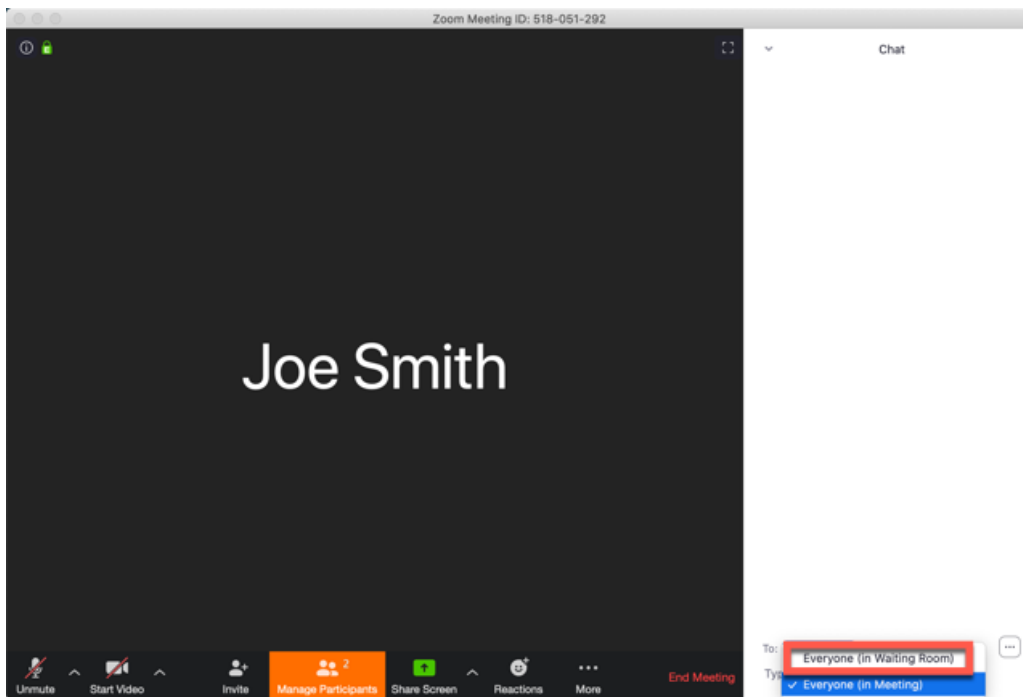 Zoom Meeting ID: 518-051-292
Chat
Joe Smith
To:
Everyone (in Waiting Room)
Typ
✓ Everyone (in Meeting)
2
Unmute Start Video Invite Manage Participants Share Screen Reactions More End Meeting